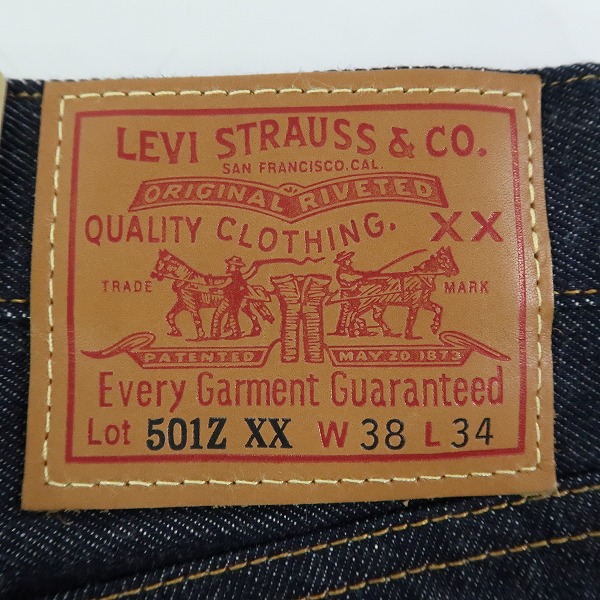 LEVI STRAUSS & CO.
SAN FRANCISCO, CAL.
ORIGINAL RIVETED
QUALITY CLOTHING. XX
TRADE MARK
PATENTED MAY 20 1873
Every Garment Guaranteed
Lot 501Z XX W 38 L 34